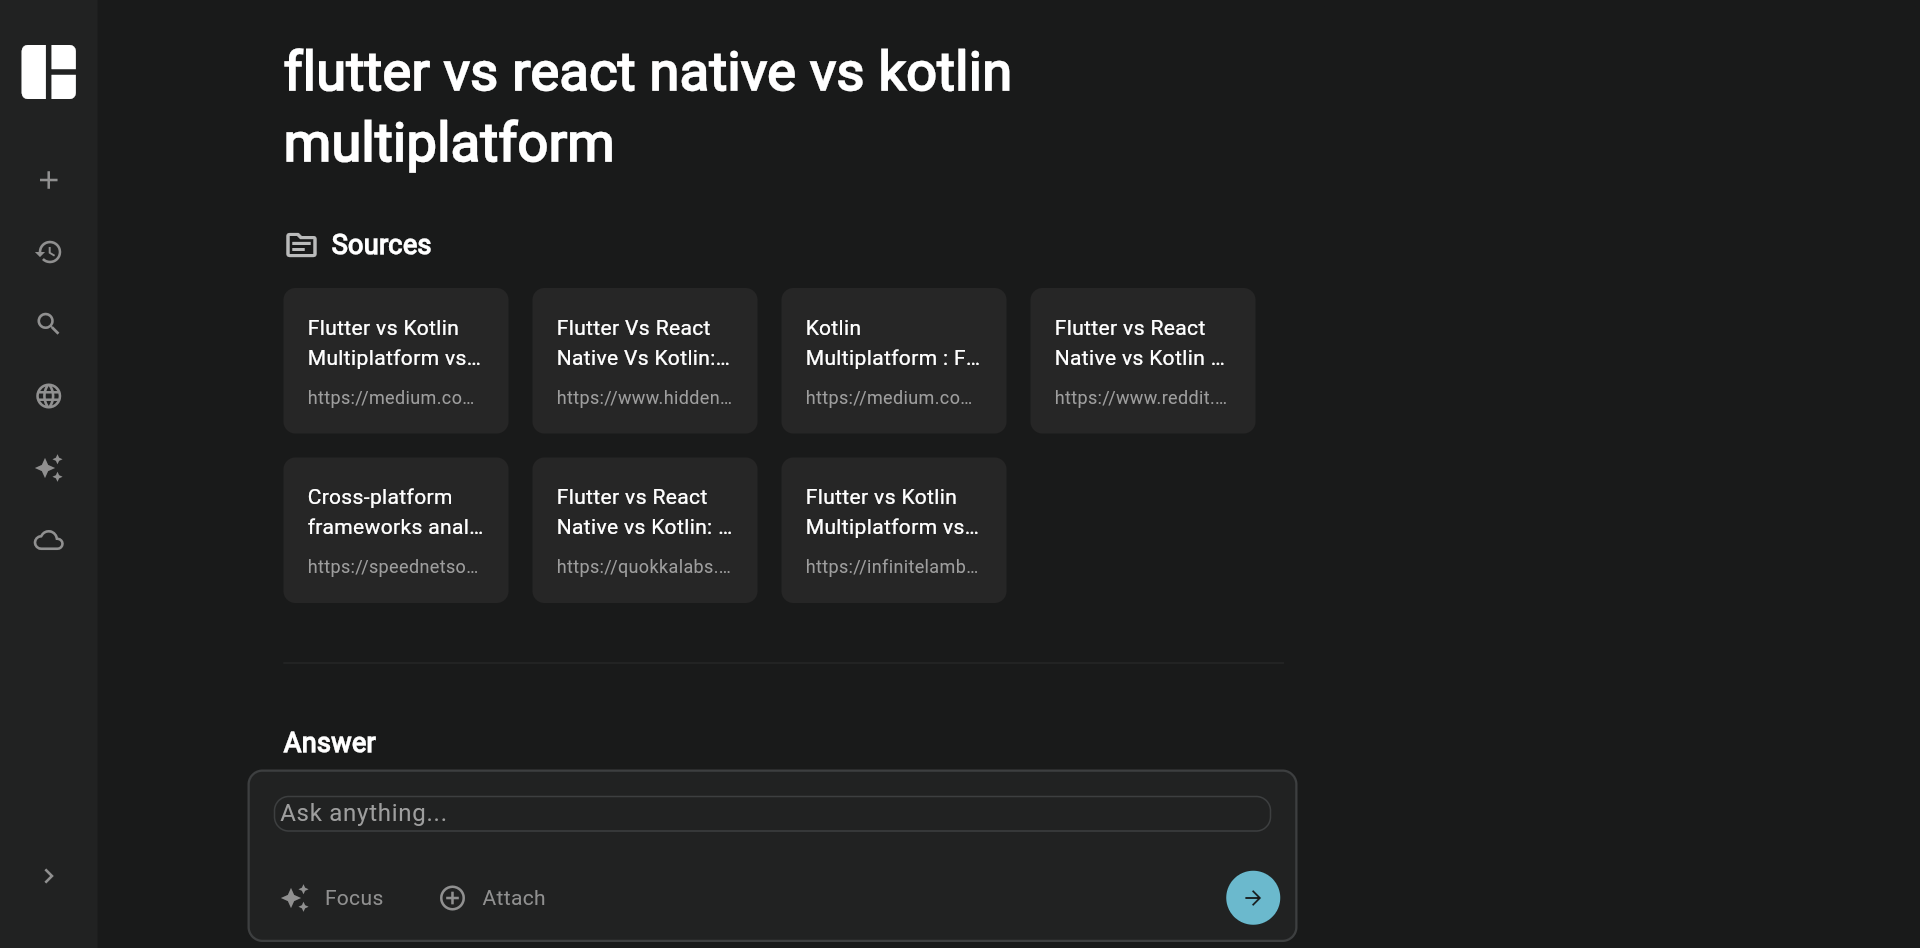 flutter vs react native vs kotlin
multiplatform
Sources
Flutter vs Kotlin
Multiplatform vs...
https://medium.co...
Flutter Vs React
Native Vs Kotlin:...
https://www.hidden...
Kotlin
Multiplatform : F...
https://medium.co...
Flutter vs React
Native vs Kotlin ...
https://www.reddit....
Cross-platform
frameworks anal...
https://speednetso...
Flutter vs React
Native vs Kotlin: ...
https://quokkalabs....
Flutter vs Kotlin
Multiplatform vs...
https://infinitelamb...
Answer
Ask anything...
Focus
Attach